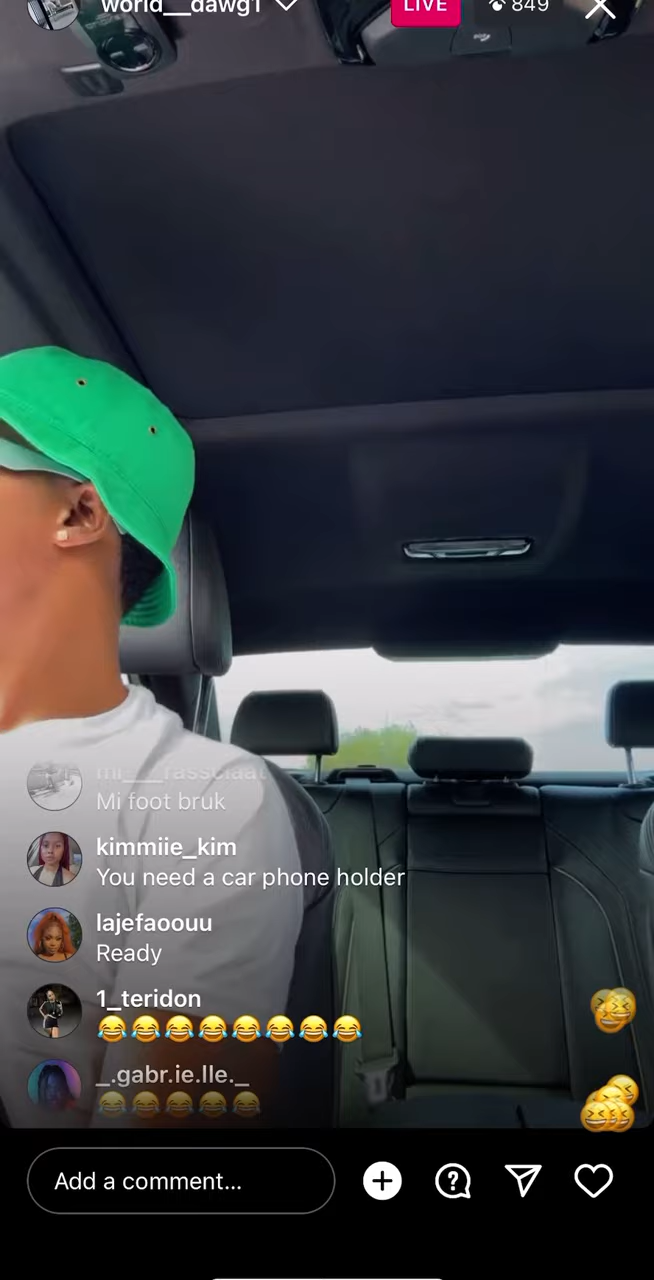 world__dawg1
LIVE
849
Mi foot bruk
kimmiie_kim
You need a car phone holder
lajefaoouu
Ready
1_teridon
😂😂😂😂😂😂😂😂
_.gabr.ie.lle._
😂😂😂😂😂
Add a comment...